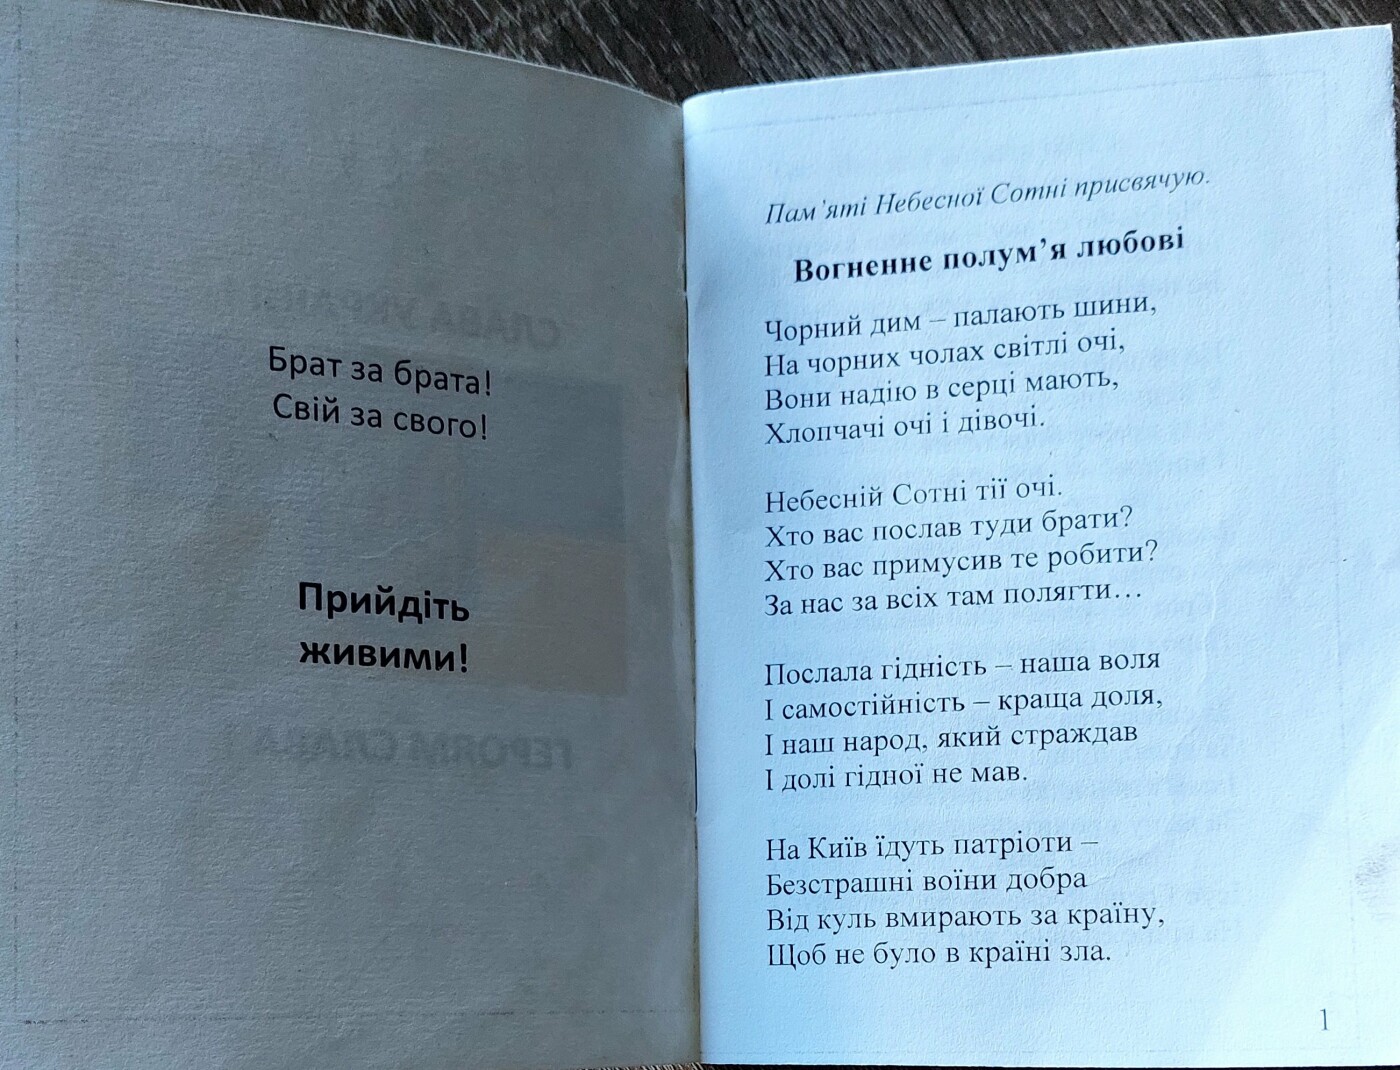 Брат за брата!
Свій за свого!
Прийдіть
живими!
Пам’яті Небесної Сотні присвячую.
Вогненне полум’я любові
Чорний дим – палають шини,
На чорних чолах світлі очі,
Вони надію в серці мають,
Хлопчачі очі і дівочі.
Небесній Сотні тії очі.
Хто вас послав туди брати?
Хто вас примусив те робити?
За нас за всіх там полягти…
Послала гідність – наша воля
І самостійність – краща доля,
І наш народ, який страждав
І долі гідної не мав.
На Київ їдуть патріоти –
Безстрашні воїни добра
Від куль вмирають за країну,
Щоб не було в країні зла.
1